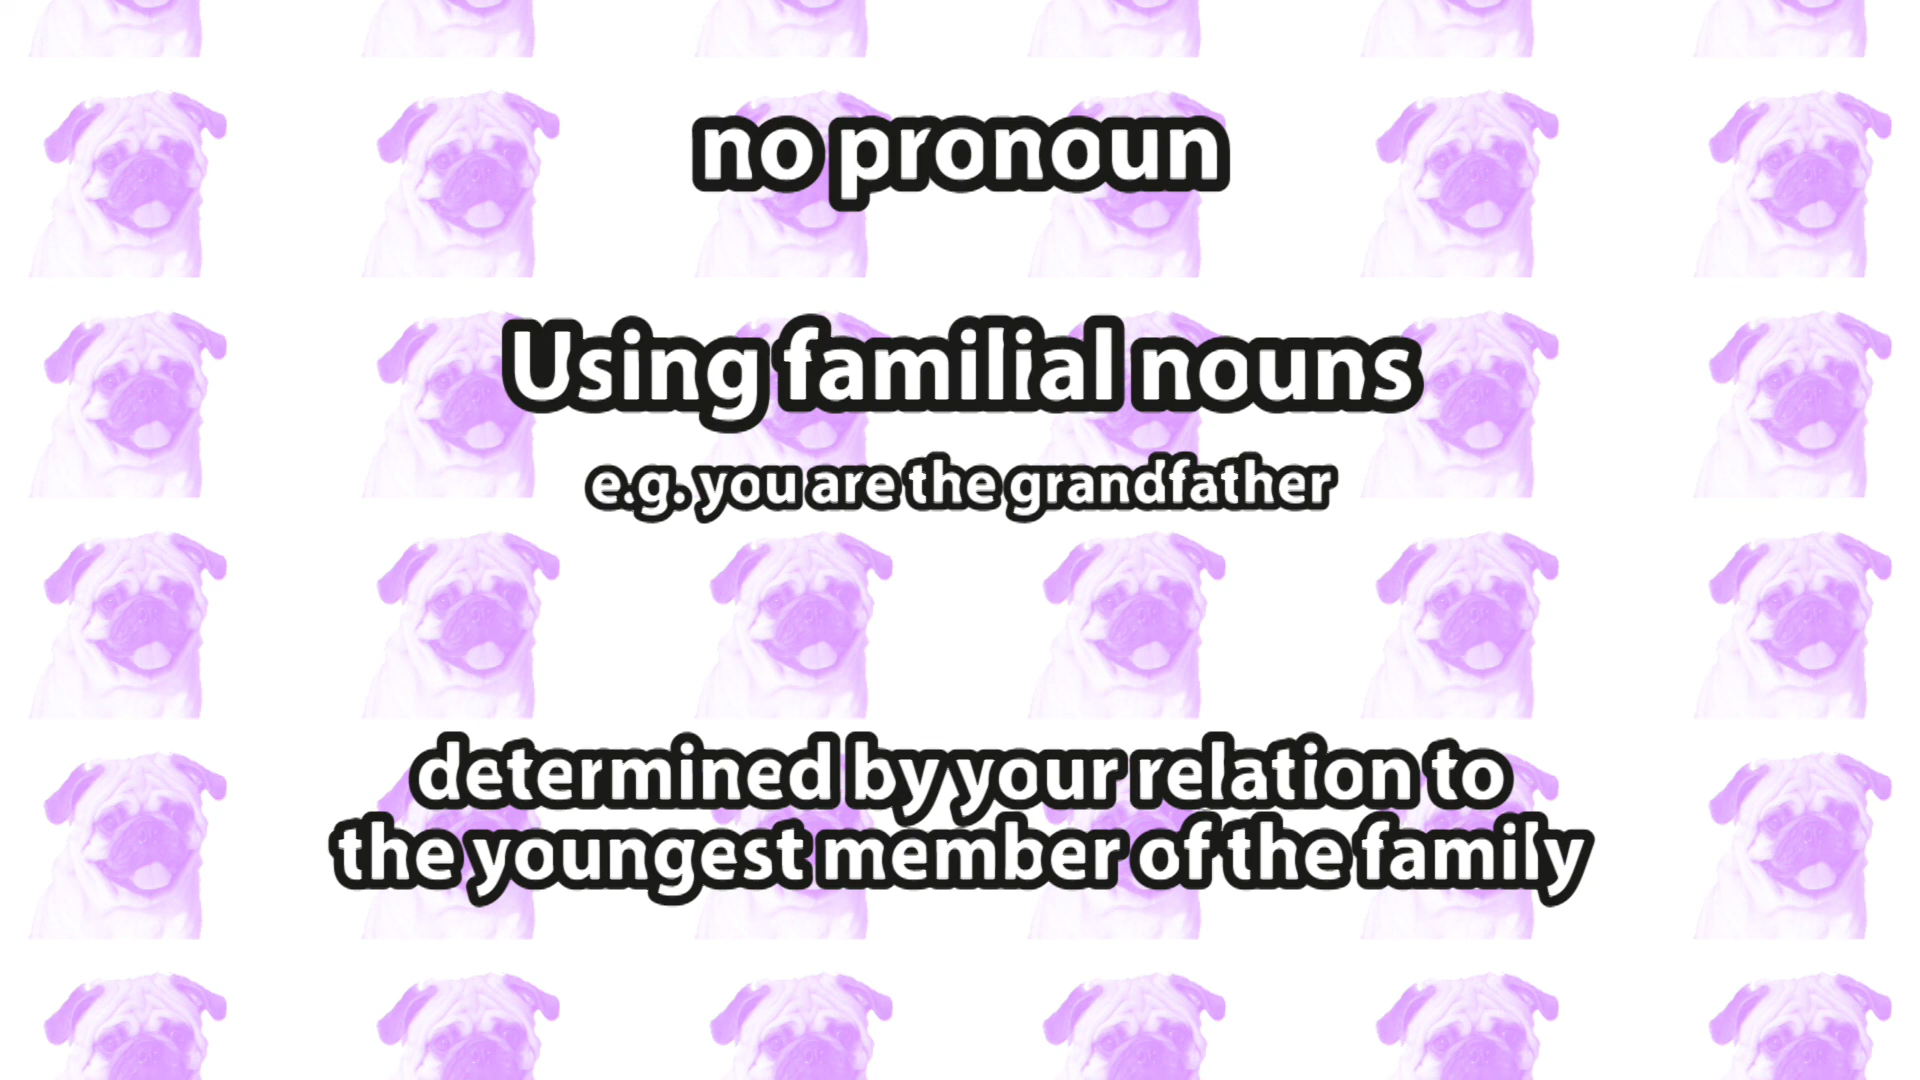 no pronoun
Using familial nouns
e.g. you are the grandfather
determined by your relation to
the youngest member of the family